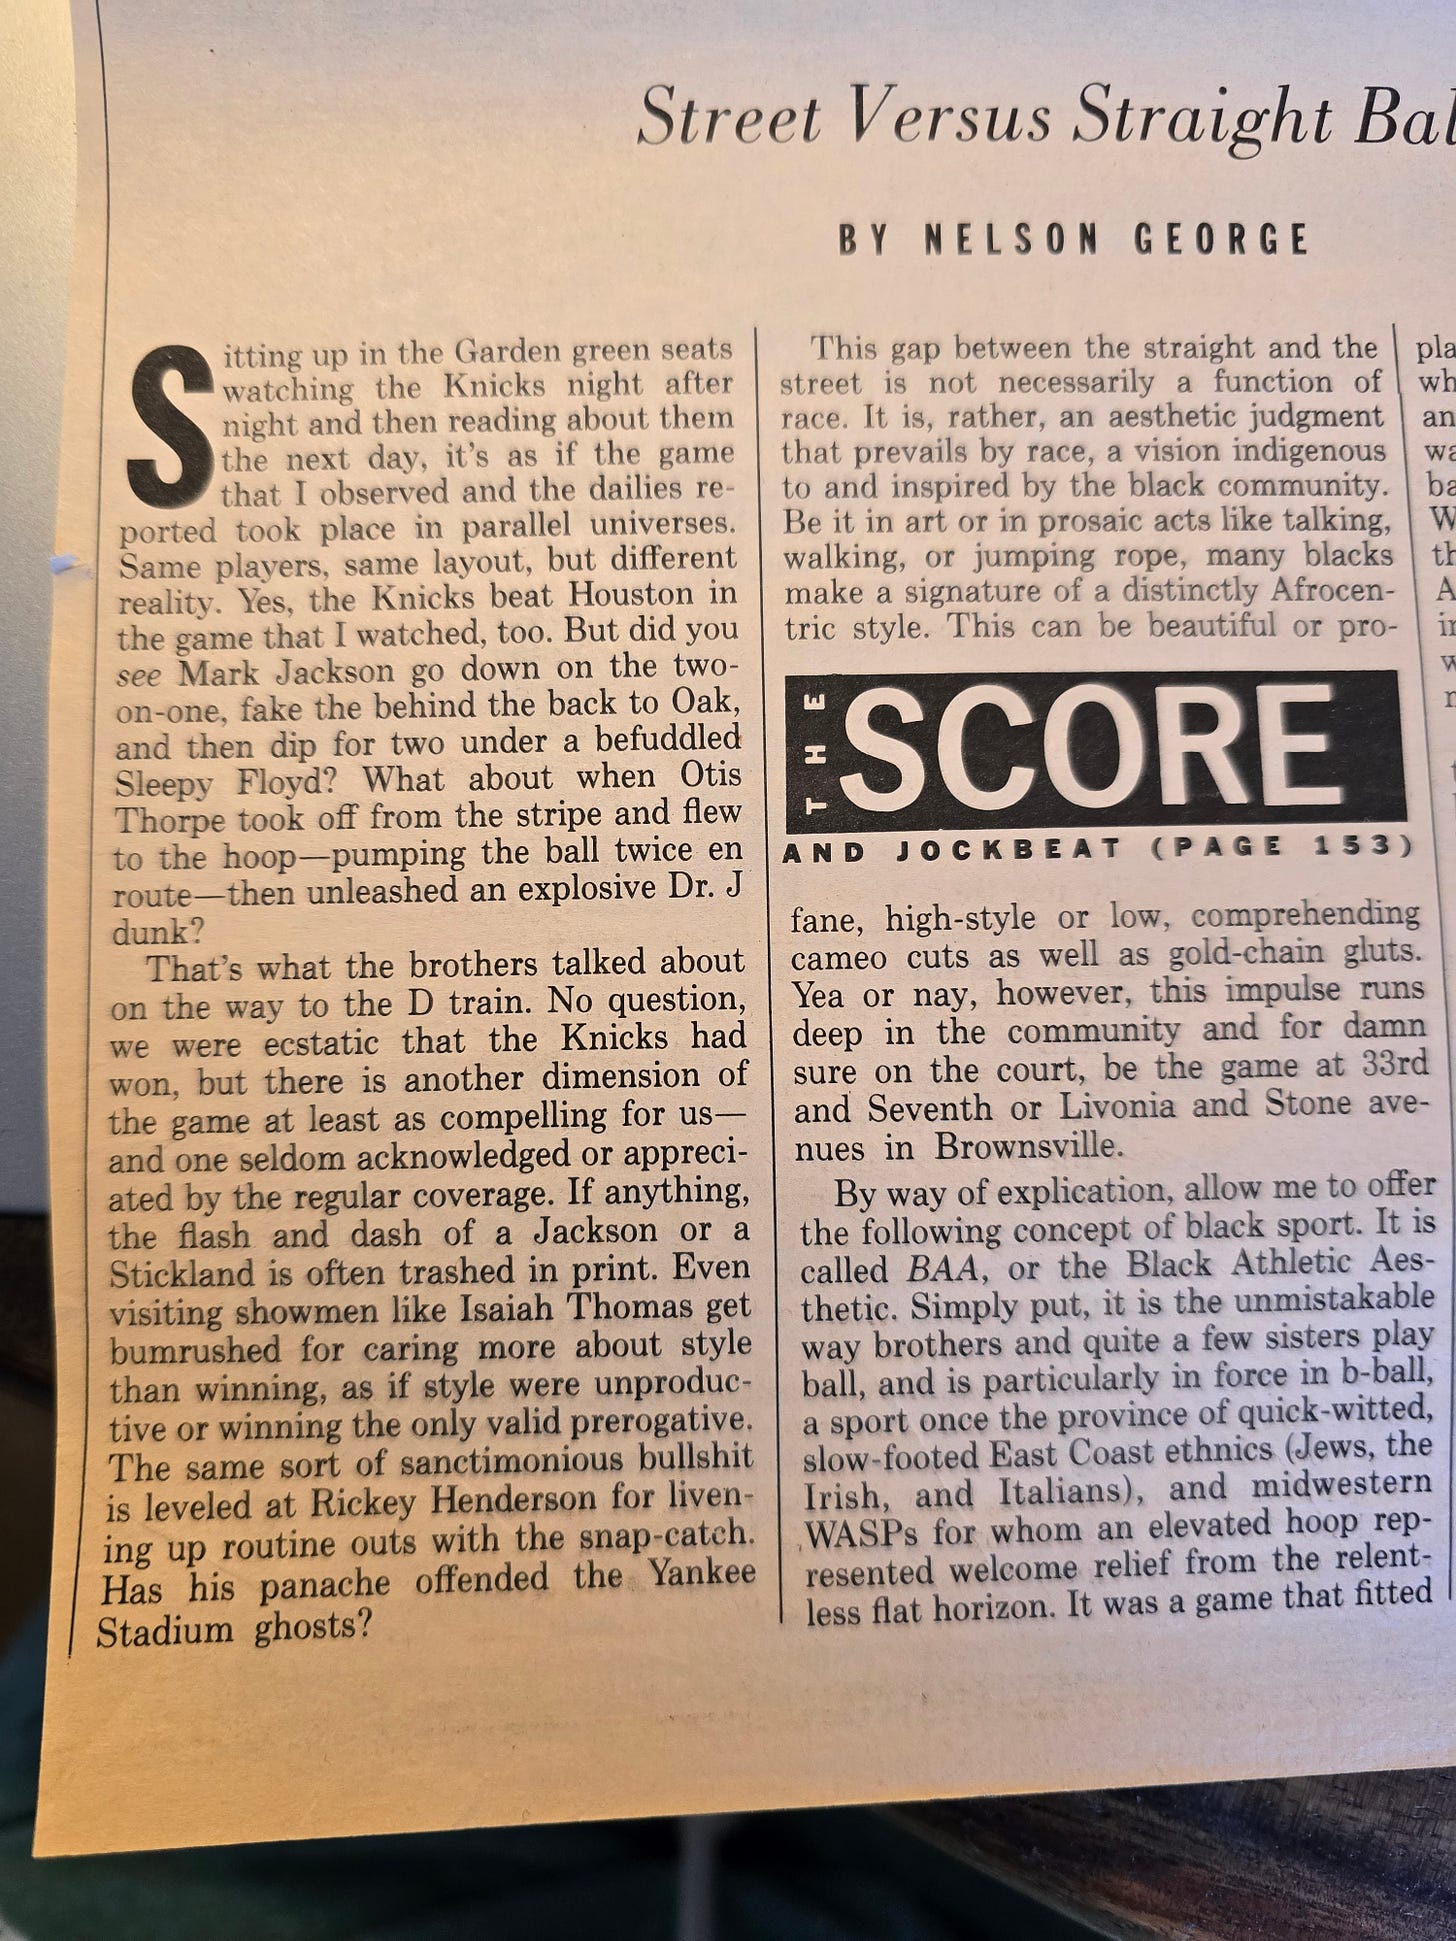 Street Versus Straight Bal
BY NELSON GEORGE
Sitting up in the Garden green seats
watching the Knicks night after
night and then reading about them
the next day, it's as if the game
that I observed and the dailies re-
ported took place in parallel universes.
Same players, same layout, but different
reality. Yes, the Knicks beat Houston in
the game that I watched, too. But did you
see Mark Jackson go down on the two-
on-one, fake the behind the back to Oak,
and then dip for two under a befuddled
Sleepy Floyd? What about when Otis
Thorpe took off from the stripe and flew
to the hoop—pumping the ball twice en
route—then unleashed an explosive Dr. J
dunk?
That's what the brothers talked about
on the way to the D train. No question,
we were ecstatic that the Knicks had
won, but there is another dimension of
the game at least as compelling for us—
and one seldom acknowledged or appreci-
ated by the regular coverage. If anything,
the flash and dash of a Jackson or a
Stickland is often trashed in print. Even
visiting showmen like Isaiah Thomas get
bumrushed for caring more about style
than winning, as if style were unproduc-
tive or winning the only valid prerogative.
The same sort of sanctimonious bullshit
is leveled at Rickey Henderson for liven-
ing up routine outs with the snap-catch.
Has his panache offended the Yankee
Stadium ghosts?
This gap between the straight and the
street is not necessarily a function of
race. It is, rather, an aesthetic judgment
that prevails by race, a vision indigenous
to and inspired by the black community.
Be it in art or in prosaic acts like talking,
walking, or jumping rope, many blacks
make a signature of a distinctly Afrocen-
tric style. This can be beautiful or pro-
THE SCORE
AND JOCKBEAT (PAGE 153)
fane, high-style or low, comprehending
cameo cuts as well as gold-chain gluts.
Yea or nay, however, this impulse runs
deep in the community and for damn
sure on the court, be the game at 33rd
and Seventh or Livonia and Stone ave-
nues in Brownsville.
By way of explication, allow me to offer
the following concept of black sport. It is
called BAA, or the Black Athletic Aes-
thetic. Simply put, it is the unmistakable
way brothers and quite a few sisters play
ball, and is particularly in force in b-ball,
a sport once the province of quick-witted,
slow-footed East Coast ethnics (Jews, the
Irish, and Italians), and midwestern
WASPs for whom an elevated hoop rep-
resented welcome relief from the relent-
less flat horizon. It was a game that fitted
pla
wh
an
wa
ba
W
th
A